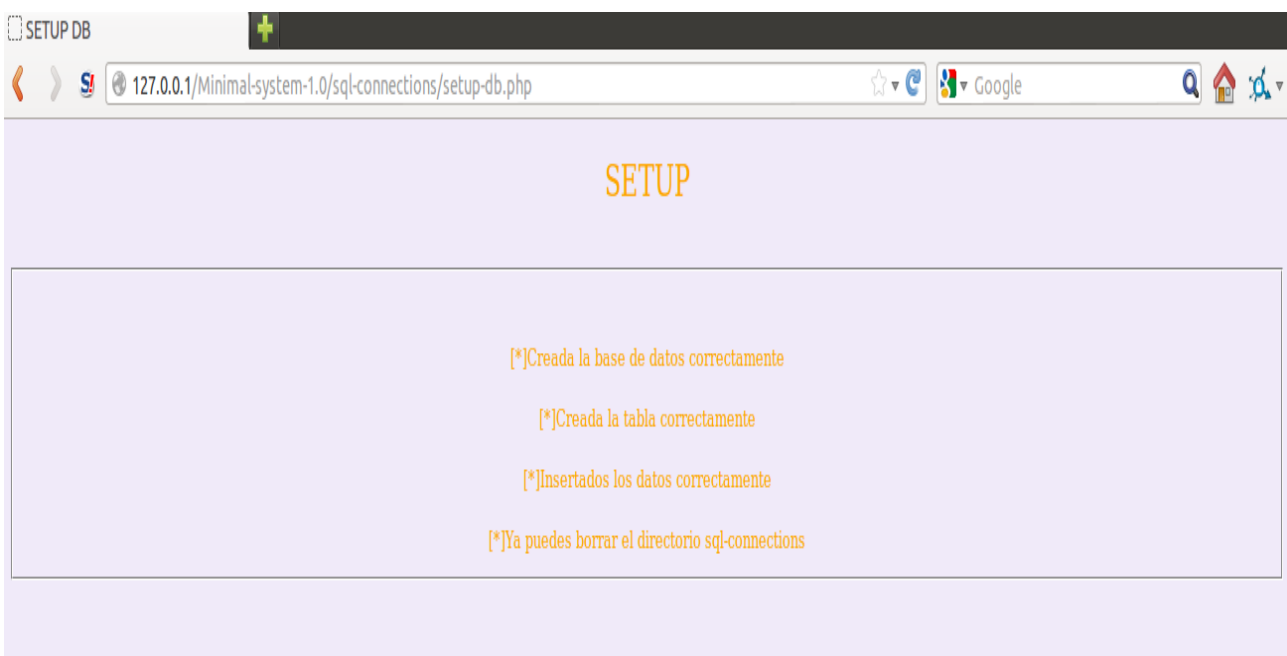 SETUP DB
S!
127.0.0.1/Minimal-system-1.0/sql-connections/setup-db.php
Google
SETUP
[*]Creada la base de datos correctamente
[*]Creada la tabla correctamente
[*]Insertados los datos correctamente
[*]Ya puedes borrar el directorio sql-connections